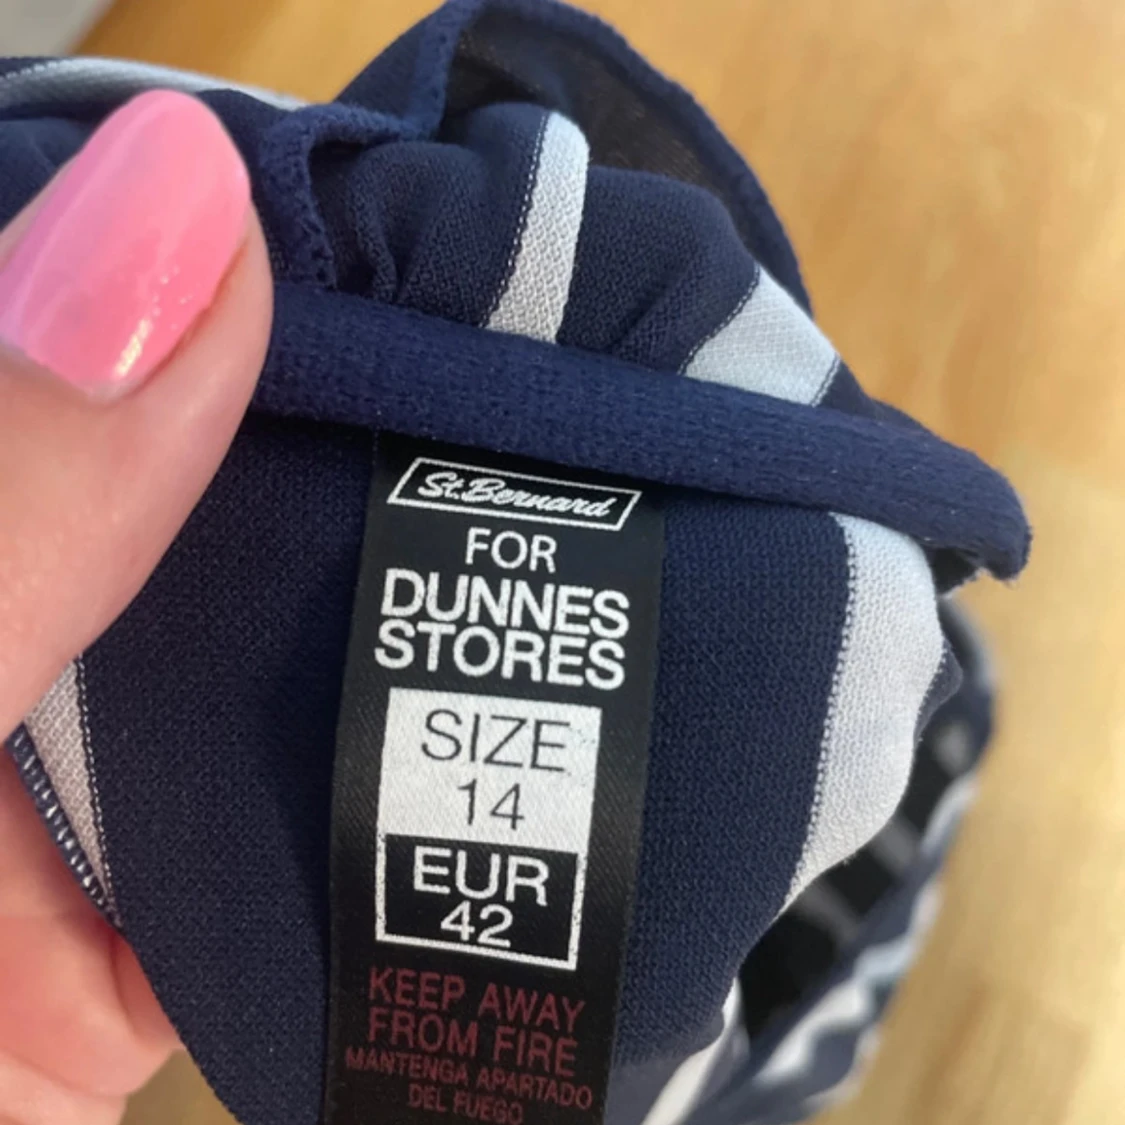 St.Bernard
FOR
DUNNES
STORES
SIZE
14
EUR
42
KEEP AWAY
FROM FIRE
MANTENGA APARTADO
DEL FUEGO